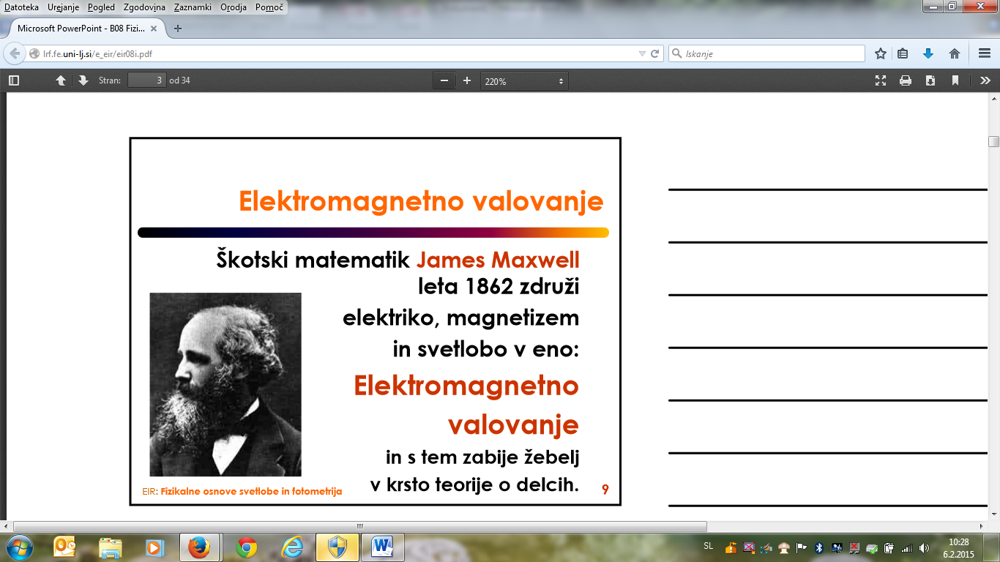 Datoteka Urejanje Pogled Zgodovina Zaznamki Orodja Pomoč
Microsoft PowerPoint - B08 Fizi...
lrf.fe.uni-lj.si/e_eir/eir08i.pdf
Iskanje
Stran: 3 od 34
220%
Elektromagnetno valovanje
Škotski matematik James Maxwell
leta 1862 združi
elektriko, magnetizem
in svetlobo v eno:
Elektromagnetno
valovanje
in s tem zabije žebelj
v krsto teorije o delcih.
EIR: Fizikalne osnove svetlobe in fotometrija
9
SL
10:28
6.2.2015